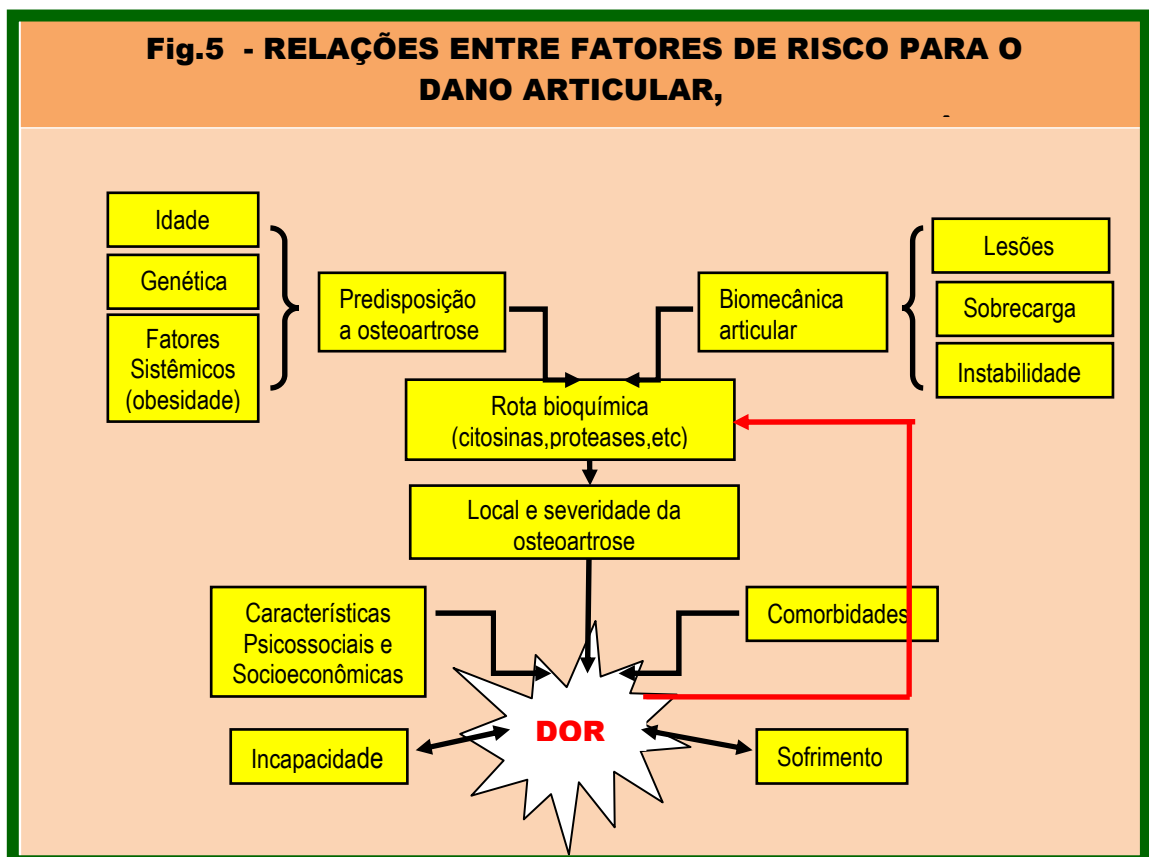 Fig.5 - RELAÇÕES ENTRE FATORES DE RISCO PARA O
DANO ARTICULAR,
Idade
Genética
Fatores
Sistêmicos
(obesidade)
Predisposição
a osteoartrose
Biomecânica
articular
Lesões
Sobrecarga
Instabilidade
Rota bioquímica
(citosinas,proteases,etc)
Local e severidade da
osteoartrose
Características
Psicossociais e
Socioeconômicas
Comorbidades
DOR
Incapacidade
Sofrimento